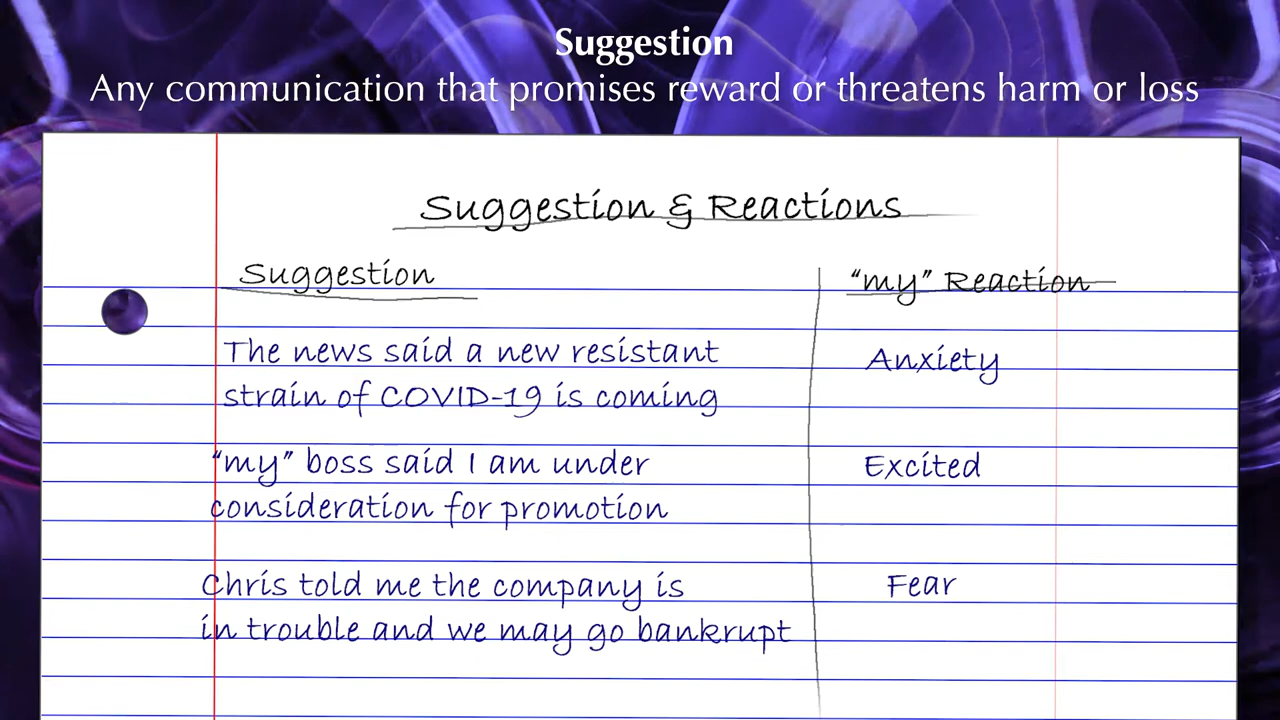 Suggestion
Any communication that promises reward or threatens harm or loss
Suggestion & Reactions
Suggestion
“my” Reaction
The news said a new resistant
strain of COVID-19 is coming
Anxiety
“my” boss said I am under
consideration for promotion
Excited
Chris told me the company is
in trouble and we may go bankrupt
Fear